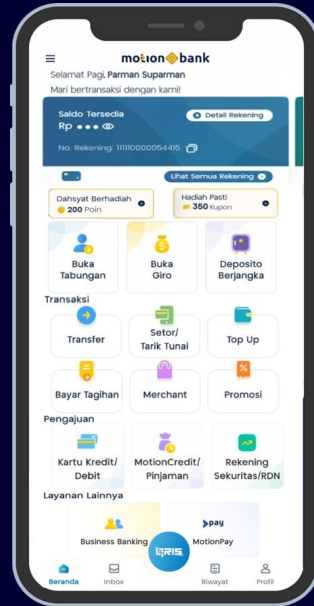 motion bank
Selamat Pagi, Parman Suparman
Mari bertransaksi dengan kami!
Saldo Tersedia
Detail Rekening
Rp •••
No. Rekening: 111110000054415
Lihat Semua Rekening
Dahsyat Berhadiah
200 Poin
Hadiah Pasti
350 Kupon
Buka Tabungan
Buka Giro
Deposito Berjangka
Transaksi
Transfer
Setor/ Tarik Tunai
Top Up
Bayar Tagihan
Merchant
Promosi
Pengajuan
Kartu Kredit/ Debit
MotionCredit/ Pinjaman
Rekening Sekuritas/RDN
Layanan Lainnya
Business Banking
pay
MotionPay
QRIS
Beranda
Inbox
Riwayat
Profil